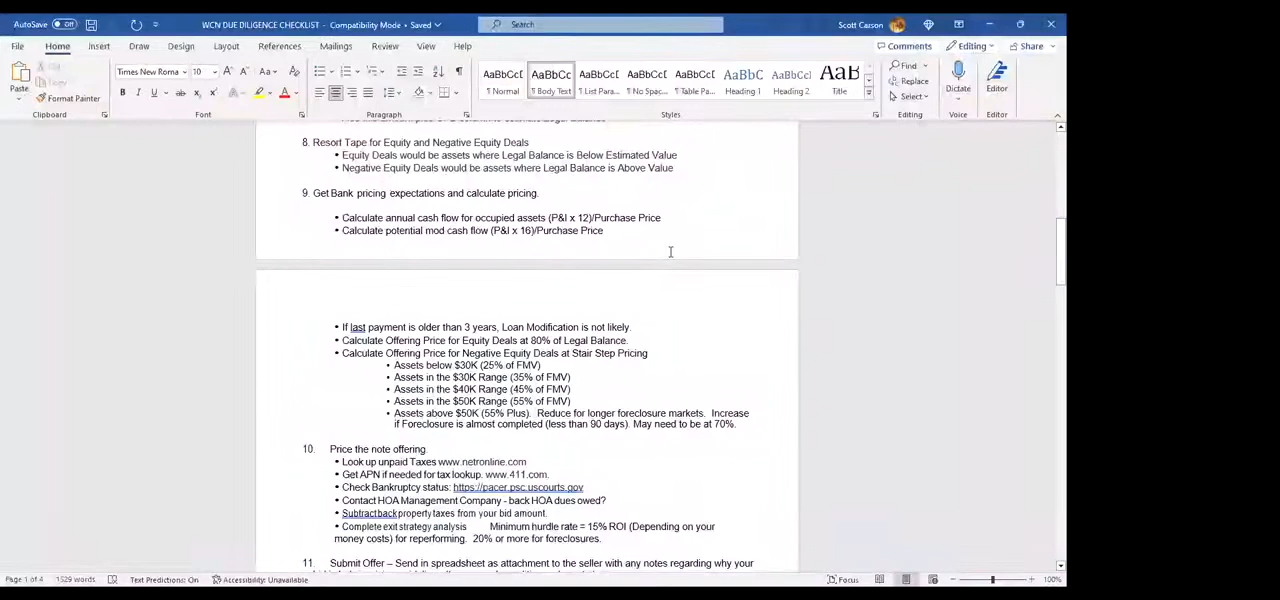 AutoSave Off WCN DUE DILIGENCE CHECKLIST - Compatibility Mode • Saved Search Scott Carson
File Home Insert Draw Design Layout References Mailings Review View Help Comments Editing Share
Paste Cut Copy Format Painter
Clipboard
Times New Roma 10
Font
Paragraph
AaBbCcI AaBbCc AaBbCcI AaBbCcI AaBbCcI AaBbC AaBbCcI AaB
¶ Normal ¶ Body Text ¶ List Para... ¶ No Spac... ¶ Table Pa... Heading 1 Heading 2 Title
Styles
Find Replace Select
Editing
Dictate
Voice
Editor
Editor
8. Resort Tape for Equity and Negative Equity Deals
• Equity Deals would be assets where Legal Balance is Below Estimated Value
• Negative Equity Deals would be assets where Legal Balance is Above Value
9. Get Bank pricing expectations and calculate pricing.
• Calculate annual cash flow for occupied assets (P&I x 12)/Purchase Price
• Calculate potential mod cash flow (P&I x 16)/Purchase Price
• If last payment is older than 3 years, Loan Modification is not likely.
• Calculate Offering Price for Equity Deals at 80% of Legal Balance.
• Calculate Offering Price for Negative Equity Deals at Stair Step Pricing
• Assets below $30K (25% of FMV)
• Assets in the $30K Range (35% of FMV)
• Assets in the $40K Range (45% of FMV)
• Assets in the $50K Range (55% of FMV)
• Assets above $50K (55% Plus). Reduce for longer foreclosure markets. Increase
if Foreclosure is almost completed (less than 90 days). May need to be at 70%.
10. Price the note offering.
• Look up unpaid Taxes www.netronline.com
• Get APN if needed for tax lookup. www.411.com.
• Check Bankruptcy status: https://pacer.psc.uscourts.gov
• Contact HOA Management Company - back HOA dues owed?
• Subtract back property taxes from your bid amount.
• Complete exit strategy analysis Minimum hurdle rate = 15% ROI (Depending on your
money costs) for reperforming. 20% or more for foreclosures.
11. Submit Offer – Send in spreadsheet as attachment to the seller with any notes regarding why your
Page 1 of 4 1529 words Text Predictions: On Accessibility: Unavailable Focus 100%